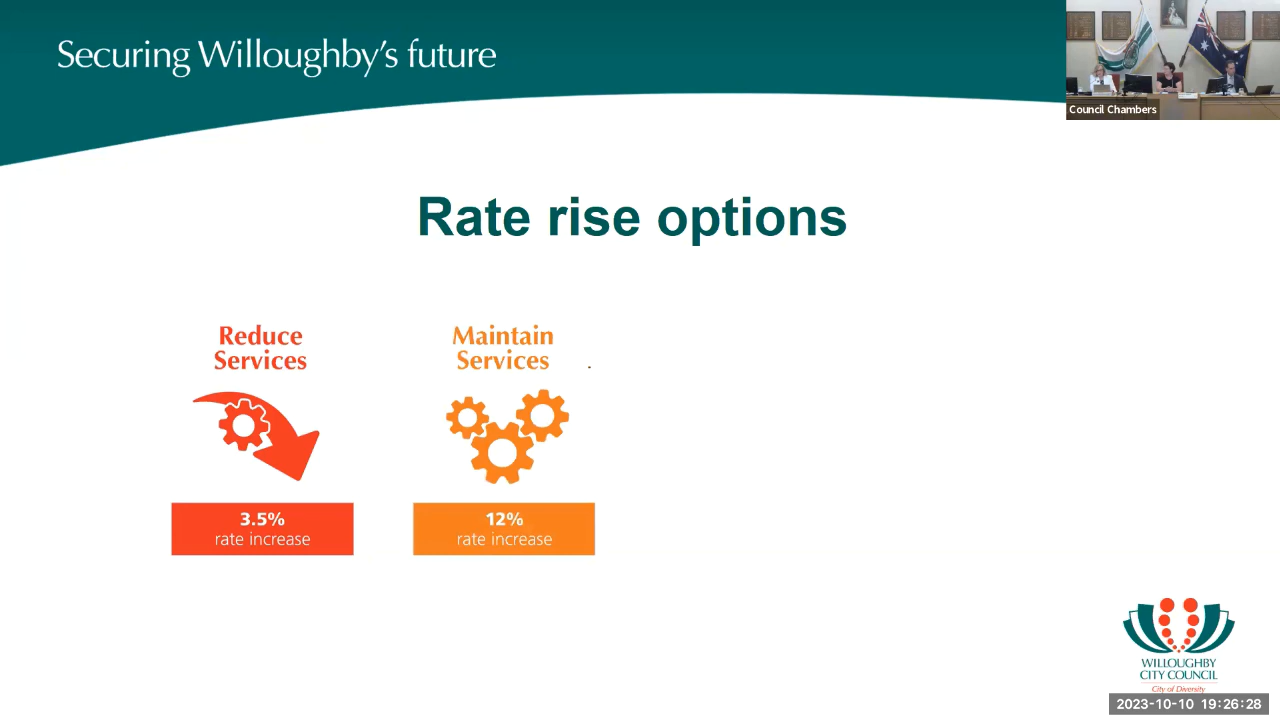 Securing Willoughby's future
Council Chambers
Rate rise options
Reduce
Services
Maintain
Services
3.5%
rate increase
12%
rate increase
WILLOUGHBY
CITY COUNCIL
City of Diversity
2023-10-10 19:26:28